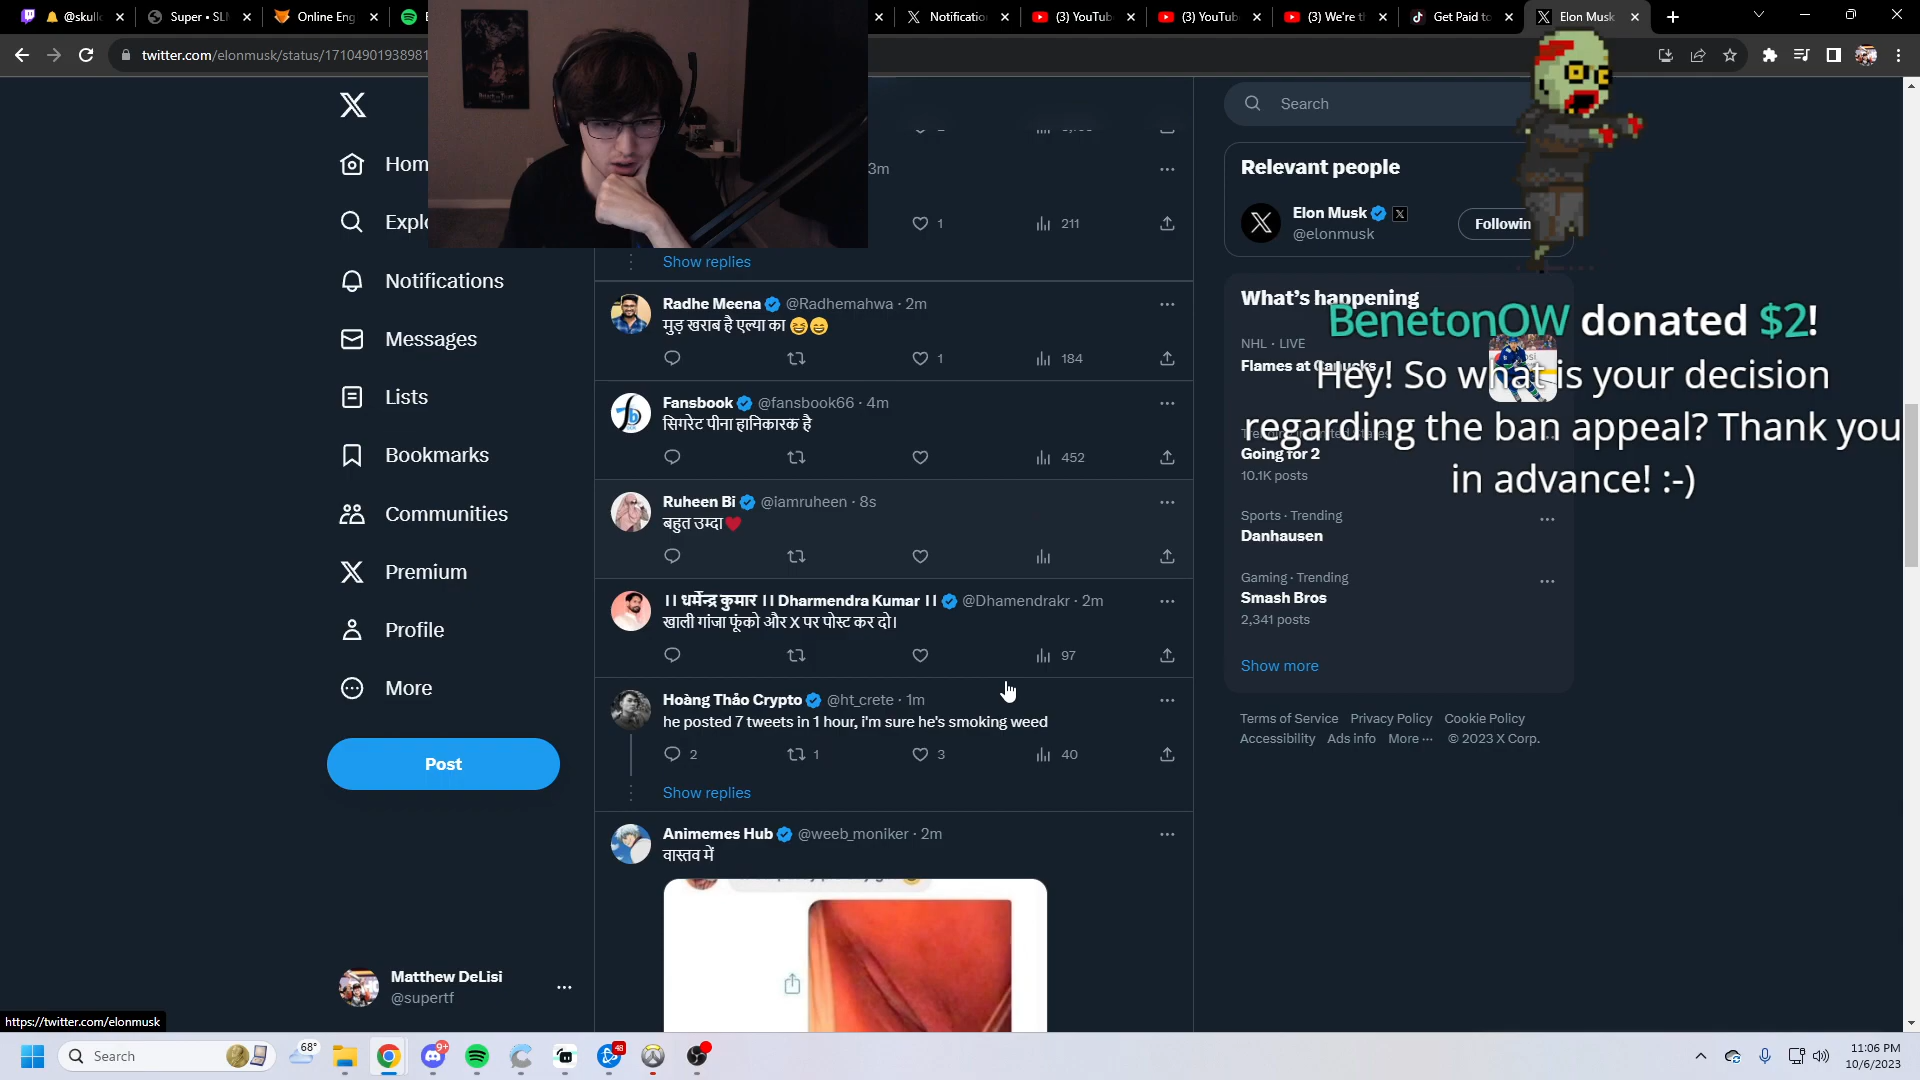 @skull
Super • SL
Online Eng
Notificatio
(3) YouTub
(3) YouTub
(3) We're t
Get Paid to
Elon Musk
twitter.com/elonmusk/status/1710490193898
Home
Explo
Notifications
Messages
Lists
Bookmarks
Communities
Premium
Profile
More
Post
Matthew DeLisi
@supertf
https://twitter.com/elonmusk
3m
1
211
Show replies
Radhe Meena @Radhemahwa · 2m
मुड़ खराब है एल्या का 😆😄
1
184
Fansbook @fansbook66 · 4m
सिगरेट पीना हानिकारक है
452
Ruheen Bi @iamruheen · 8s
बहुत उम्दा♥️
।। धर्मेन्द्र कुमार ।। Dharmendra Kumar ।। @Dhamendrakr · 2m
खाली गांजा फूंको और X पर पोस्ट कर दो।
97
Hoàng Thảo Crypto @ht_crete · 1m
he posted 7 tweets in 1 hour, i'm sure he's smoking weed
2
1
3
40
Show replies
Animemes Hub @weeb_moniker · 2m
वास्तव में
Search
Relevant people
Elon Musk
@elonmusk
Followin
What's happening
BenetonOW donated $2!
Hey! So what is your decision
regarding the ban appeal? Thank you
in advance! :-)
NHL · LIVE
Flames at Canucks
Going for 2
10.1K posts
Sports · Trending
Danhausen
Gaming · Trending
Smash Bros
2,341 posts
Show more
Terms of Service Privacy Policy Cookie Policy
Accessibility Ads info More ··· © 2023 X Corp.
Search
68°
9+
48
11:06 PM
10/6/2023